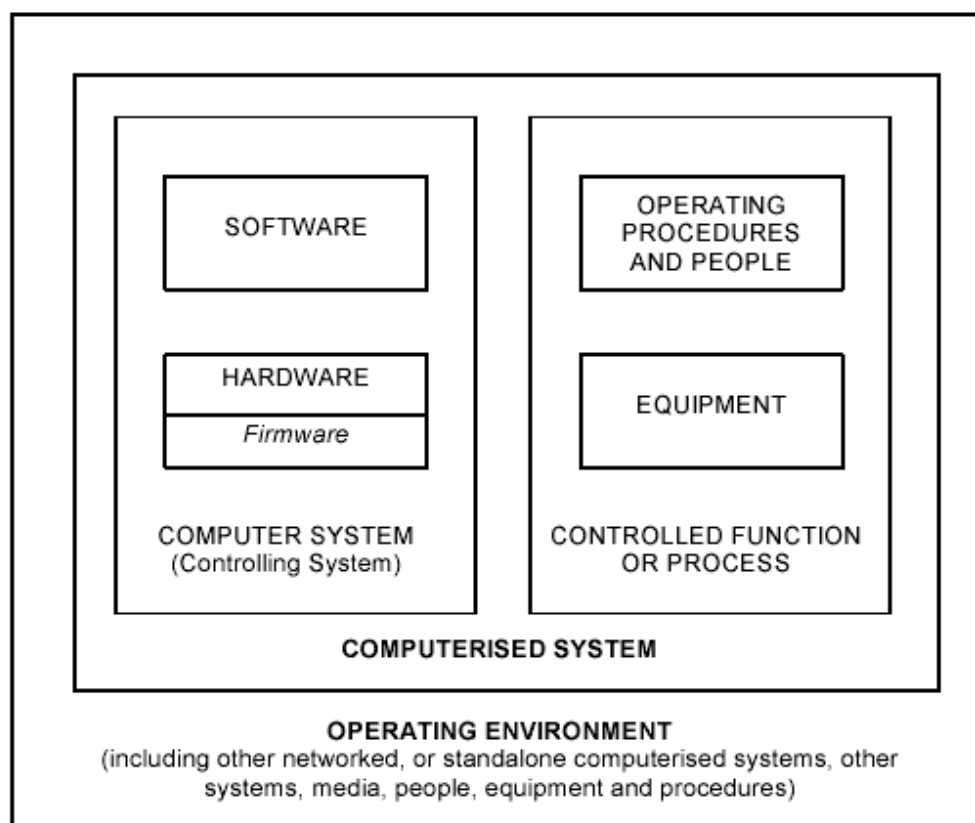 SOFTWARE
HARDWARE
Firmware
COMPUTER SYSTEM
(Controlling System)
OPERATING
PROCEDURES
AND PEOPLE
EQUIPMENT
CONTROLLED FUNCTION
OR PROCESS
COMPUTERISED SYSTEM
OPERATING ENVIRONMENT
(including other networked, or standalone computerised systems, other
systems, media, people, equipment and procedures)